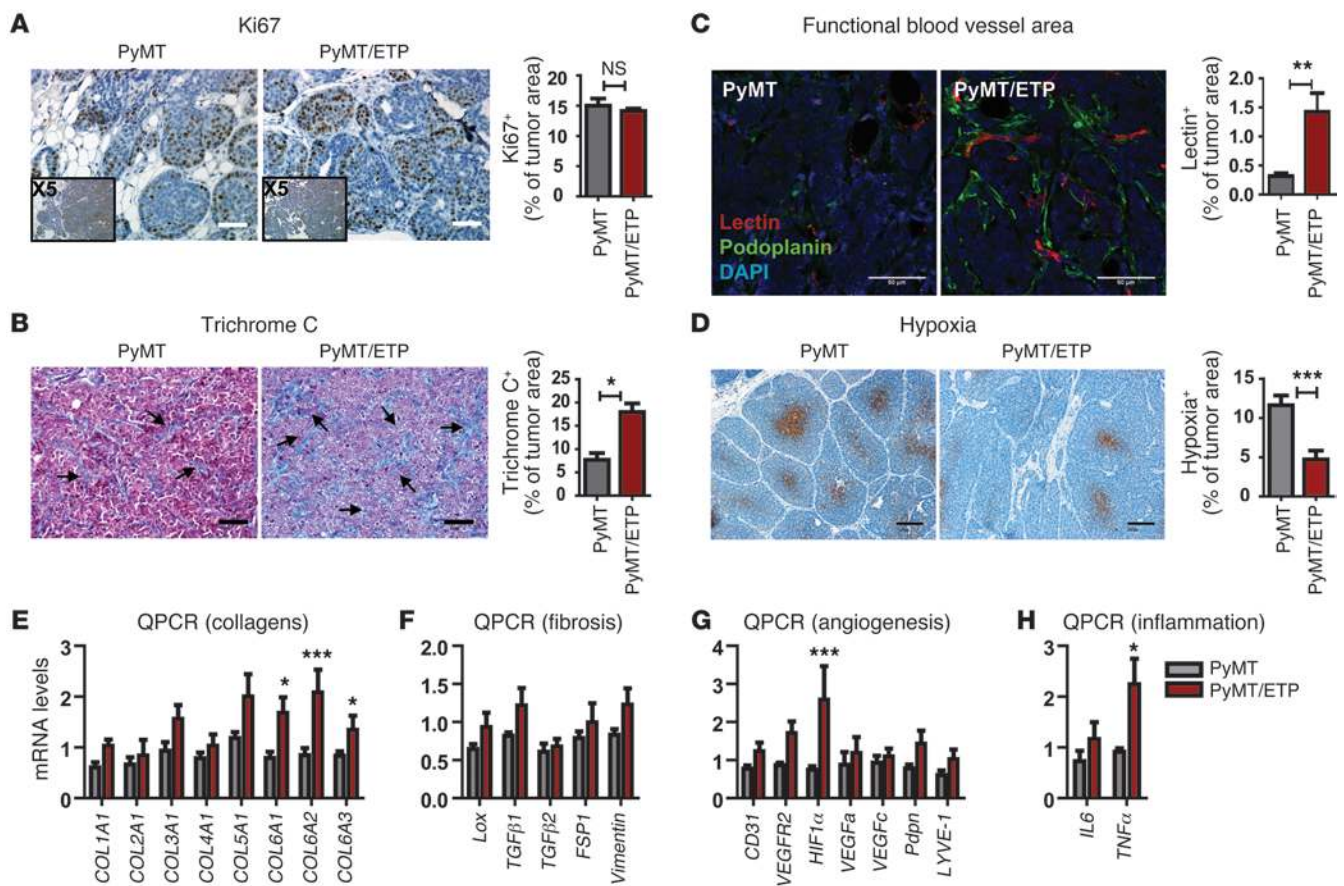 A
Ki67
PyMT
PyMT/ETP
X5
X5
NS
Ki67+
(% of tumor area)
20
15
10
5
0
PyMT
PyMT/ETP
C
Functional blood vessel area
PyMT
PyMT/ETP
Lectin
Podoplanin
DAPI
**
Lectin+
(% of tumor area)
2.0
1.5
1.0
0.5
0.0
PyMT
PyMT/ETP
B
Trichrome C
PyMT
PyMT/ETP
*
Trichrome C+
(% of tumor area)
25
20
15
10
5
0
PyMT
PyMT/ETP
D
Hypoxia
PyMT
PyMT/ETP
***
Hypoxia+
(% of tumor area)
15
10
5
0
PyMT
PyMT/ETP
E
QPCR (collagens)
mRNA levels
3
2
1
0
*
***
*
COL1A1
COL2A1
COL3A1
COL4A1
COL5A1
COL6A1
COL6A2
COL6A3
F
QPCR (fibrosis)
2.0
1.5
1.0
0.5
0.0
Lox
TGFβ1
TGFβ2
FSP1
Vimentin
G
QPCR (angiogenesis)
4
3
2
1
0
***
CD31
VEGFR2
HIF1α
VEGFa
VEGFc
Pdpn
LYVE-1
H
QPCR (inflammation)
3
2
1
0
*
IL6
TNFα
PyMT
PyMT/ETP